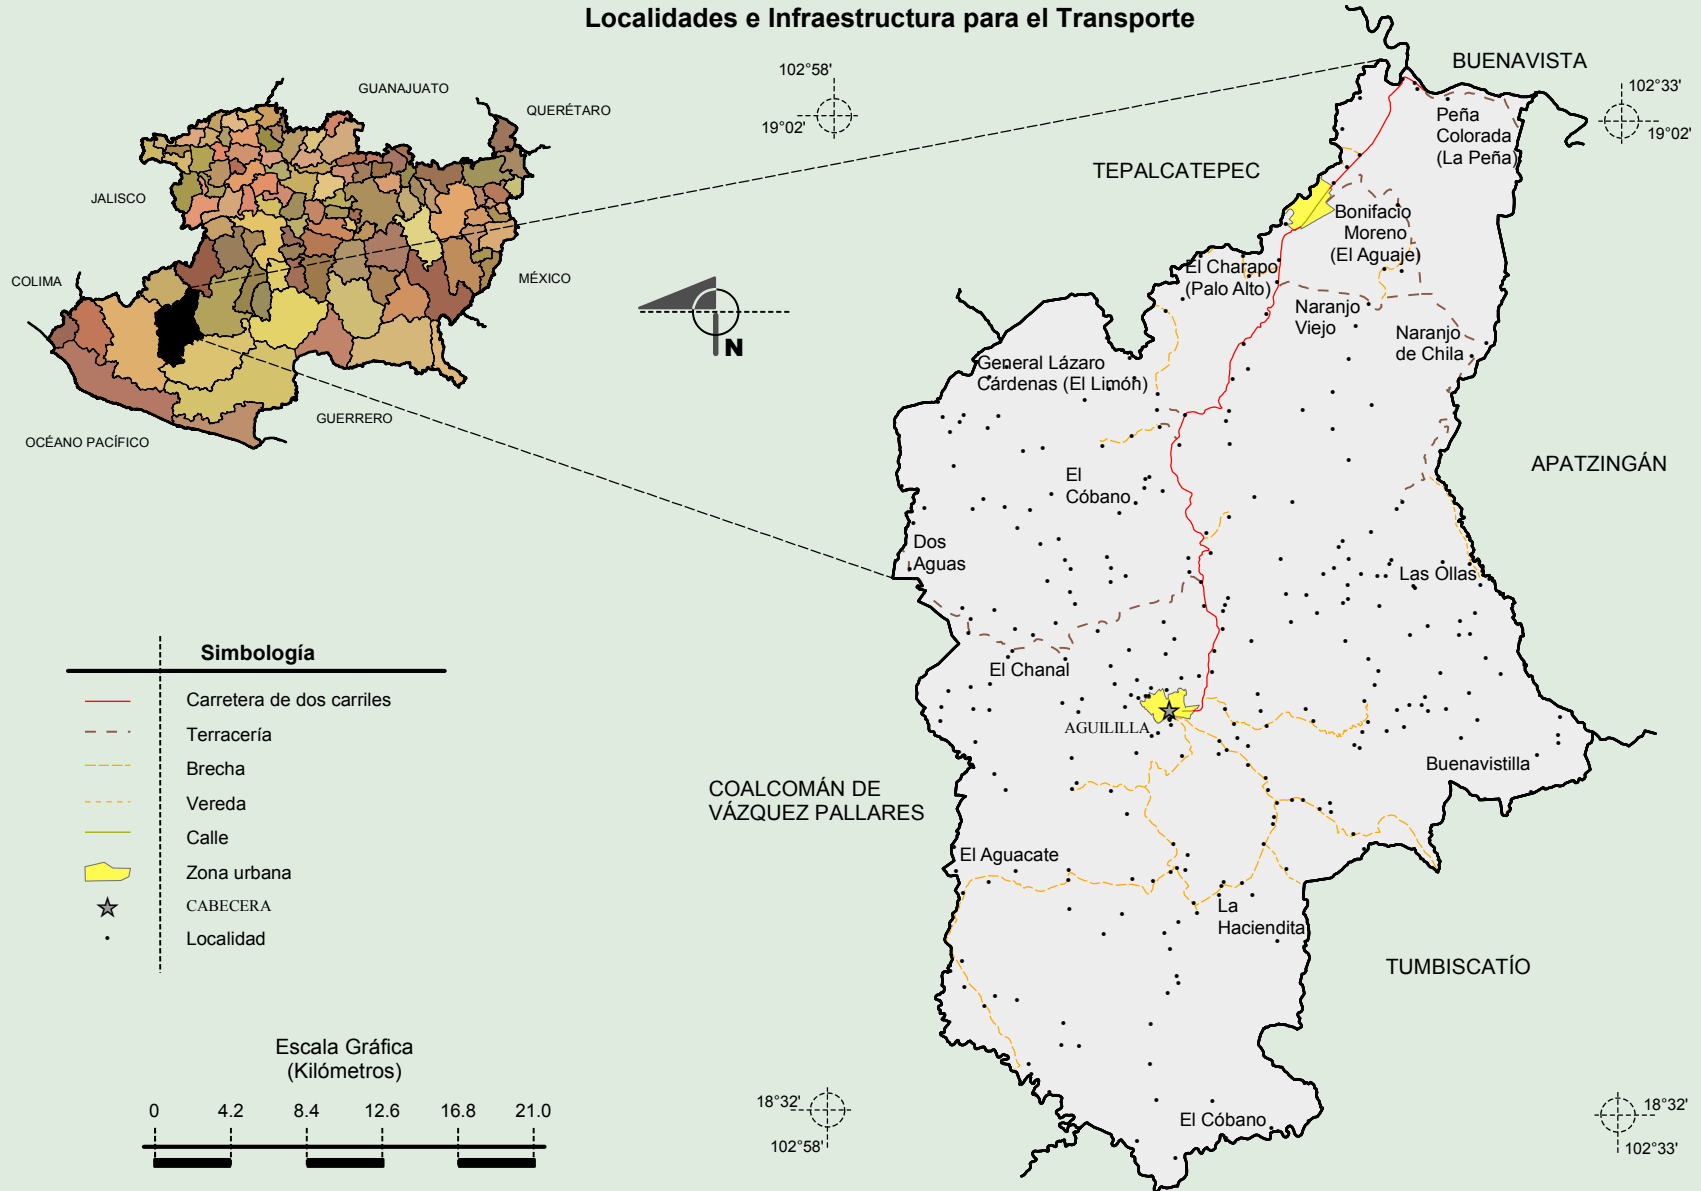 Localidades e Infraestructura para el Transporte
GUANAJUATO
QUERÉTARO
JALISCO
COLIMA
MÉXICO
GUERRERO
OCÉANO PACÍFICO
N
102°58'
19°02'
102°33'
19°02'
BUENAVISTA
TEPALCATEPEC
Peña
Colorada
(La Peña)
Bonifacio
Moreno
(El Aguaje)
El Charapo
(Palo Alto)
Naranjo
Viejo
Naranjo
de Chila
General Lázaro
Cárdenas (El Limón)
APATZINGÁN
El
Cóbano
Dos
Aguas
Las Ollas
El Chanal
AGUILILLA
Buenavistilla
COALCOMÁN DE
VÁZQUEZ PALLARES
El Aguacate
La
Haciendita
TUMBISCATÍO
El Cóbano
18°32'
102°58'
18°32'
102°33'
Simbología
Carretera de dos carriles
Terracería
Brecha
Vereda
Calle
Zona urbana
CABECERA
Localidad
Escala Gráfica
(Kilómetros)
0 4.2 8.4 12.6 16.8 21.0